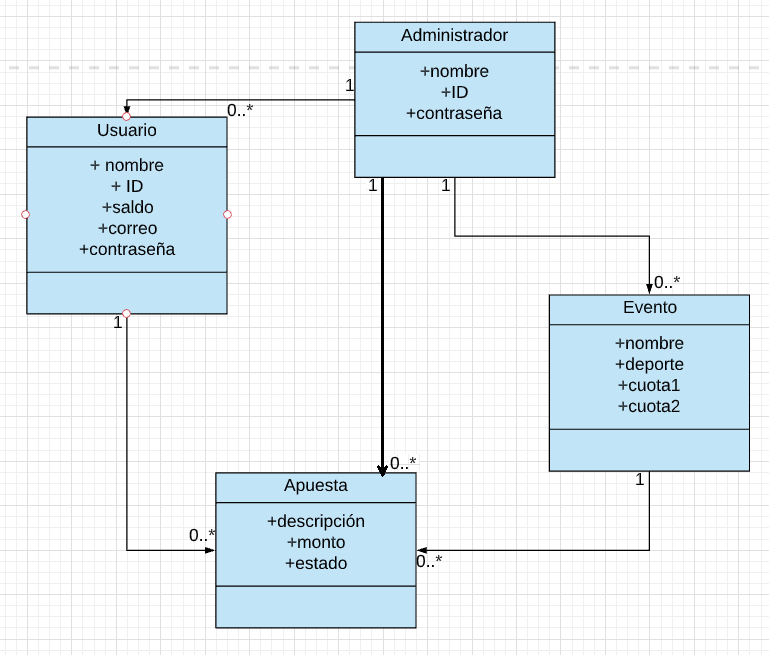 Administrador
+nombre
+ID
+contraseña
1
0..*
Usuario
+ nombre
+ ID
+saldo
+correo
+contraseña
1
1
1
0..*
Evento
+nombre
+deporte
+cuota1
+cuota2
1
0..*
Apuesta
+descripción
+monto
+estado
0..*
0..*